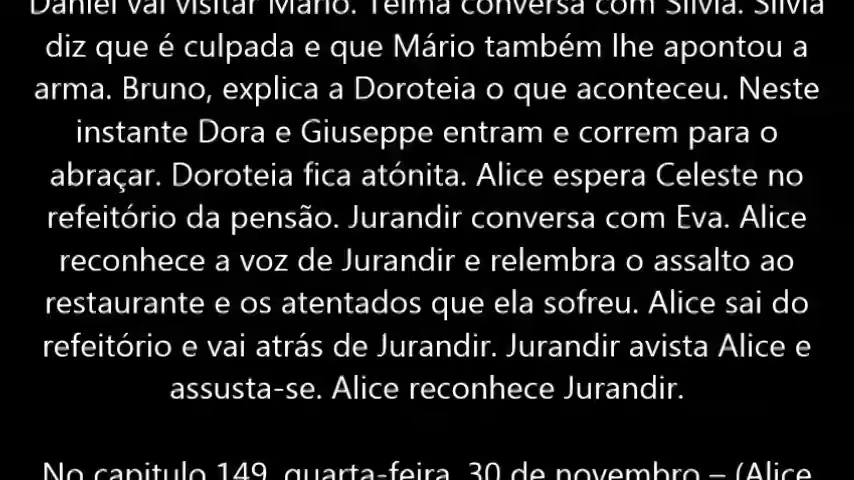 Daniel vai visitar Mário. Telma conversa com Silvia. Silvia
diz que é culpada e que Mário também lhe apontou a
arma. Bruno, explica a Doroteia o que aconteceu. Neste
instante Dora e Giuseppe entram e correm para o
abraçar. Doroteia fica atónita. Alice espera Celeste no
refeitório da pensão. Jurandir conversa com Eva. Alice
reconhece a voz de Jurandir e relembra o assalto ao
restaurante e os atentados que ela sofreu. Alice sai do
refeitório e vai atrás de Jurandir. Jurandir avista Alice e
assusta-se. Alice reconhece Jurandir.
No capitulo 149, quarta-feira, 30 de novembro – (Alice